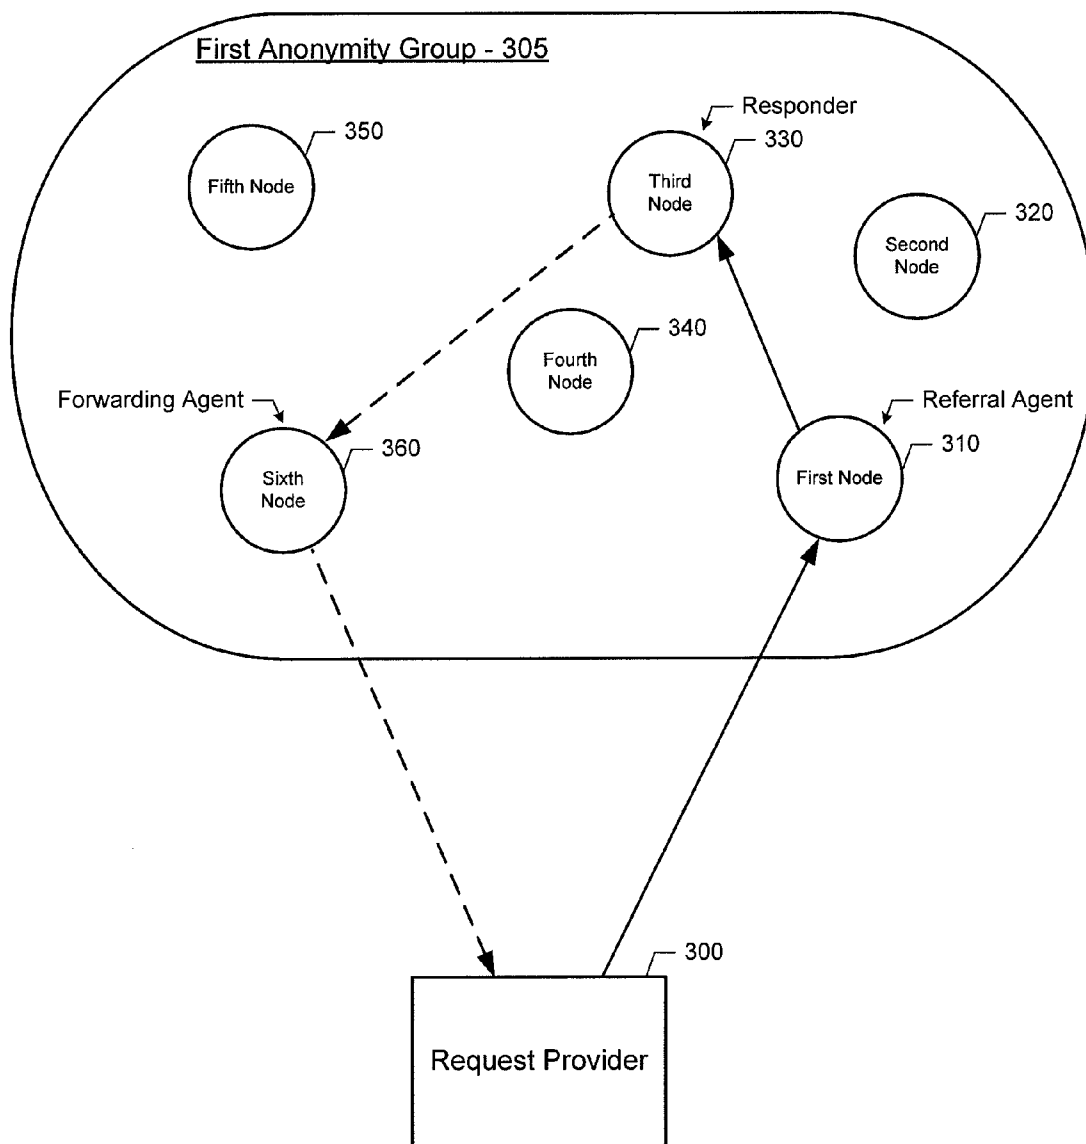 First Anonymity Group - 305
Responder
350
330
Fifth Node
Third
Node
320
Second
Node
340
Fourth
Node
Forwarding Agent
Referral Agent
360
310
Sixth
Node
First Node
300
Request Provider